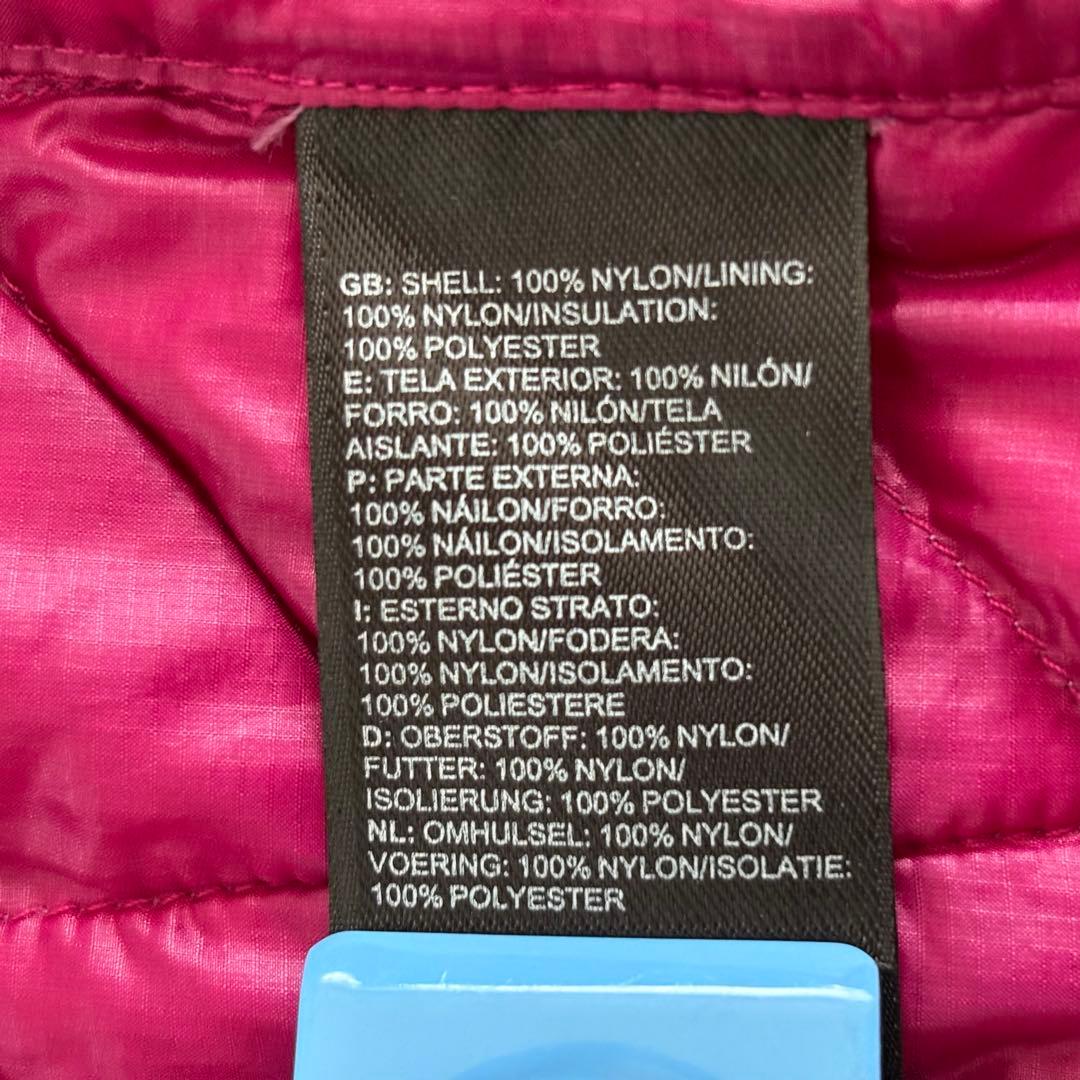 GB: SHELL: 100% NYLON/LINING:
100% NYLON/INSULATION:
100% POLYESTER
E: TELA EXTERIOR: 100% NILÓN/
FORRO: 100% NILÓN/TELA
AISLANTE: 100% POLIÉSTER
P: PARTE EXTERNA:
100% NÁILON/FORRO:
100% NÁILON/ISOLAMENTO:
100% POLIÉSTER
I: ESTERNO STRATO:
100% NYLON/FODERA:
100% NYLON/ISOLAMENTO:
100% POLIESTERE
D: OBERSTOFF: 100% NYLON/
FUTTER: 100% NYLON/
ISOLIERUNG: 100% POLYESTER
NL: OMHULSEL: 100% NYLON/
VOERING: 100% NYLON/ISOLATIE:
100% POLYESTER